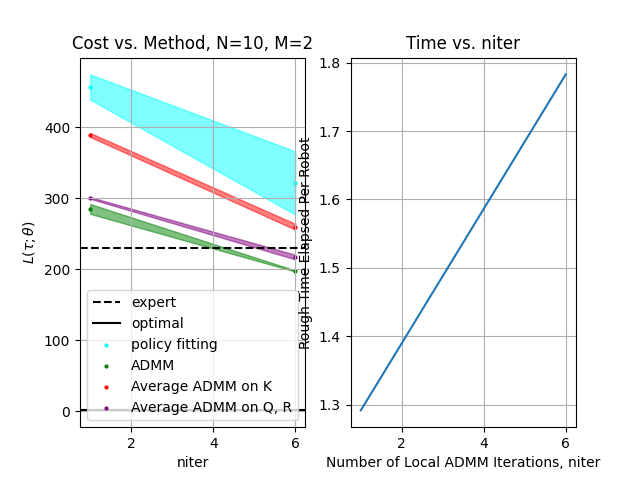 Cost vs. Method, N=10, M=2
400
300
200
100
0
L(τ; θ)
expert
optimal
policy fitting
ADMM
Average ADMM on K
Average ADMM on Q, R
2
4
6
niter
Time vs. niter
1.8
1.7
1.6
1.5
1.4
1.3
Rough Time Elapsed Per Robot
2
4
6
Number of Local ADMM Iterations, niter